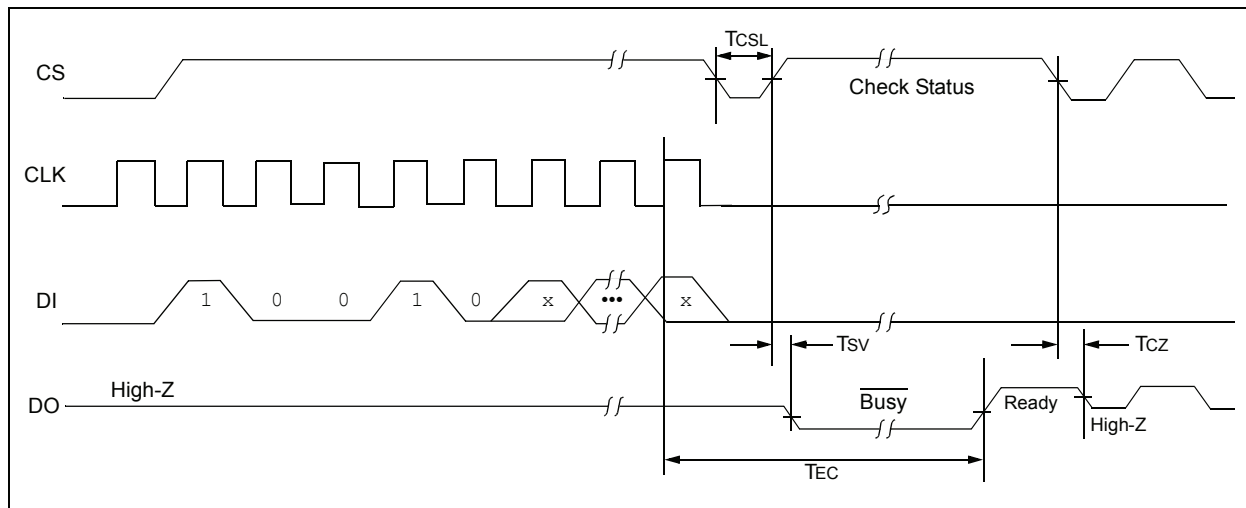 TCSL
CS
Check Status
CLK
DI
1 0 0 1 0 x ••• x
TSV
TCZ
High-Z
DO
Busy
Ready
High-Z
TEC